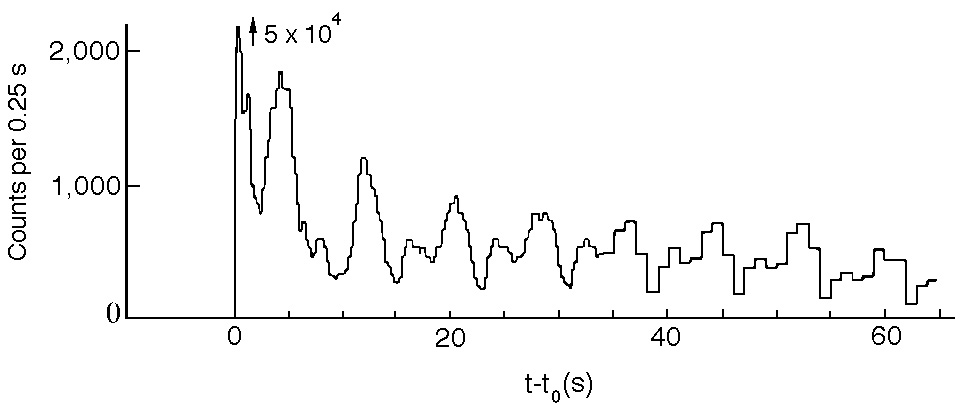 5 x 10⁴
2,000
1,000
0
Counts per 0.25 s
0 20 40 60
t-t₀(s)